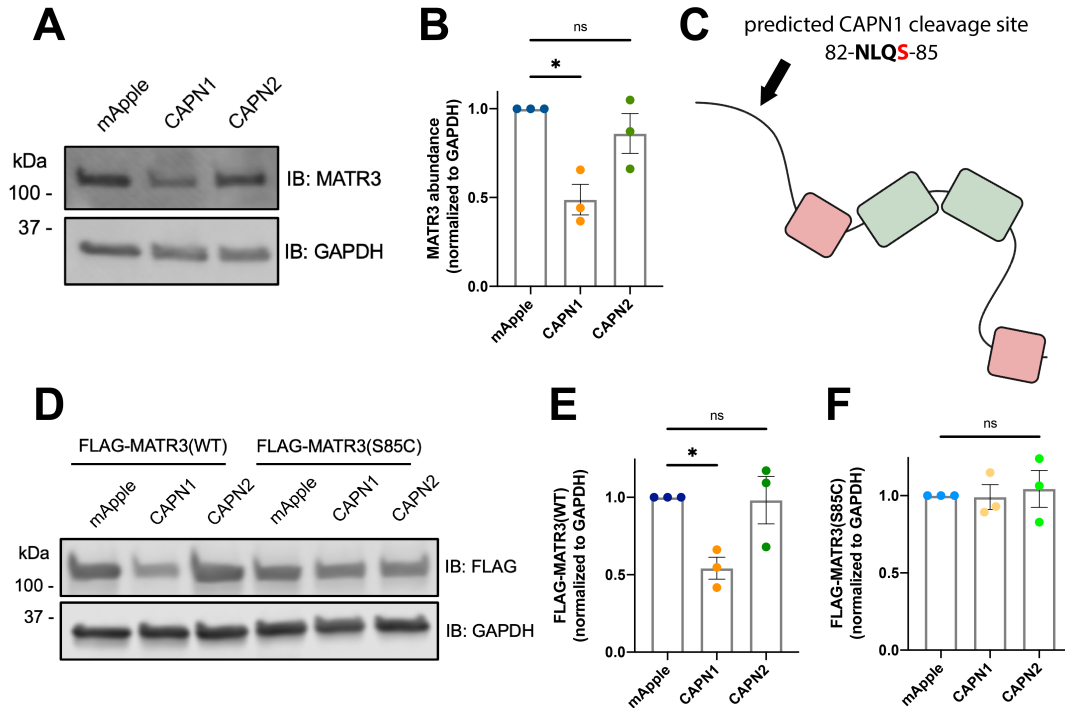 A
mApple
CAPN1
CAPN2
kDa
100 -
37 -
IB: MATR3
IB: GAPDH
B
ns
*
MATR3 abundance
(normalized to GAPDH)
1.0
0.5
0.0
mApple
CAPN1
CAPN2
C
predicted CAPN1 cleavage site
82-NLQS-85
D
FLAG-MATR3(WT)
FLAG-MATR3(S85C)
mApple
CAPN1
CAPN2
mApple
CAPN1
CAPN2
kDa
100 -
37 -
IB: FLAG
IB: GAPDH
E
ns
*
FLAG-MATR3(WT)
(normalized to GAPDH)
1.0
0.5
0.0
mApple
CAPN1
CAPN2
F
ns
FLAG-MATR3(S85C)
(normalized to GAPDH)
1.0
0.5
0.0
mApple
CAPN1
CAPN2